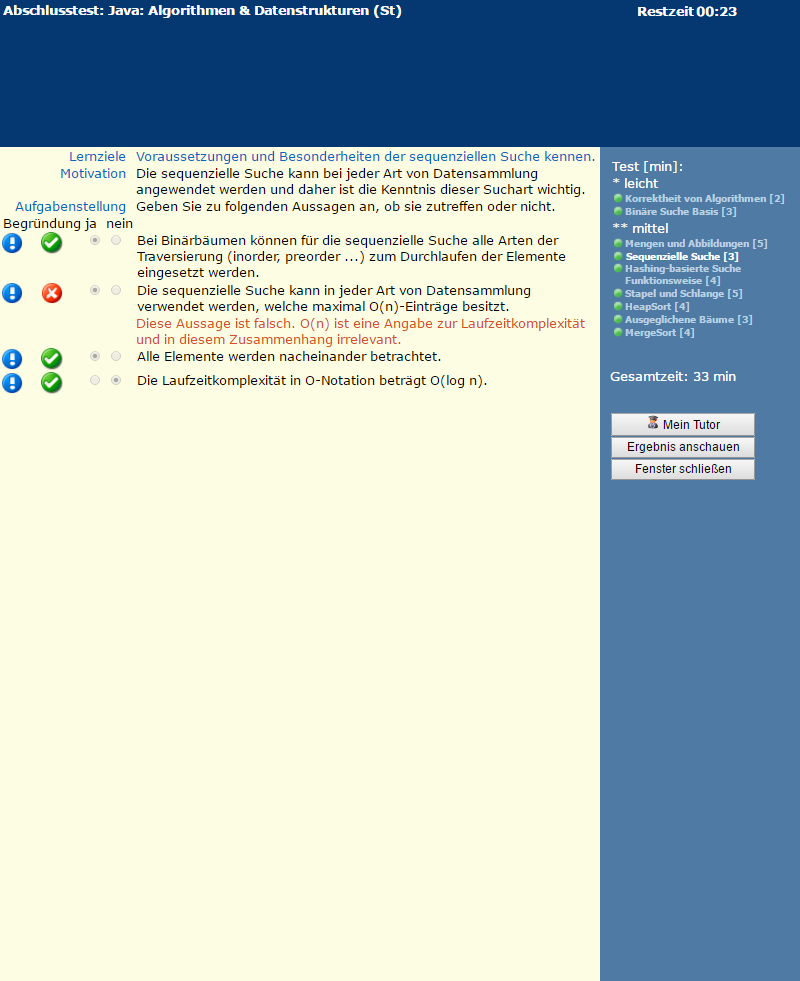 Abschlusstest: Java: Algorithmen & Datenstrukturen (St)
Restzeit 00:23
Lernziele Voraussetzungen und Besonderheiten der sequenziellen Suche kennen.
Motivation Die sequenzielle Suche kann bei jeder Art von Datensammlung
angewendet werden und daher ist die Kenntnis dieser Suchart wichtig.
Aufgabenstellung Geben Sie zu folgenden Aussagen an, ob sie zutreffen oder nicht.
Begründung ja nein
Bei Binärbäumen können für die sequenzielle Suche alle Arten der
Traversierung (inorder, preorder ...) zum Durchlaufen der Elemente
eingesetzt werden.
Die sequenzielle Suche kann in jeder Art von Datensammlung
verwendet werden, welche maximal O(n)-Einträge besitzt.
Diese Aussage ist falsch. O(n) ist eine Angabe zur Laufzeitkomplexität
und in diesem Zusammenhang irrelevant.
Alle Elemente werden nacheinander betrachtet.
Die Laufzeitkomplexität in O-Notation beträgt O(log n).
Test [min]:
* leicht
Korrektheit von Algorithmen [2]
Binäre Suche Basis [3]
** mittel
Mengen und Abbildungen [5]
Sequenzielle Suche [3]
Hashing-basierte Suche
Funktionsweise [4]
Stapel und Schlange [5]
HeapSort [4]
Ausgeglichene Bäume [3]
MergeSort [4]
Gesamtzeit: 33 min
Mein Tutor
Ergebnis anschauen
Fenster schließen